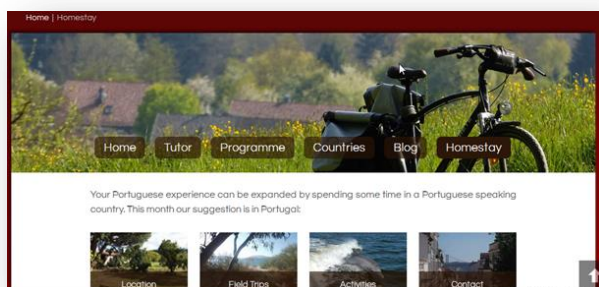 Home | Homestay
Home Tutor Programme Countries Blog Homestay
Your Portuguese experience can be expanded by spending some time in a Portuguese speaking
country. This month our suggestion is in Portugal:
Location Field Trips Activities Contact